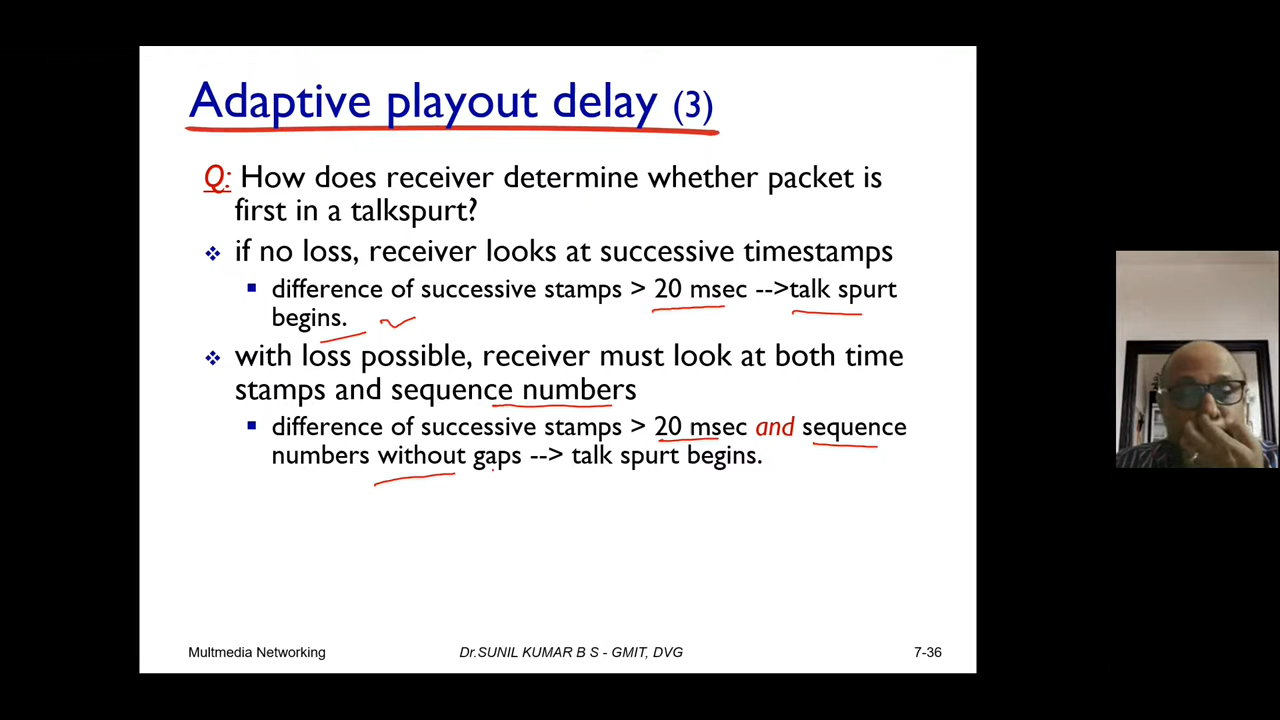 Adaptive playout delay (3)
Q: How does receiver determine whether packet is
first in a talkspurt?
❖ if no loss, receiver looks at successive timestamps
▪ difference of successive stamps > 20 msec -->talk spurt
begins.
❖ with loss possible, receiver must look at both time
stamps and sequence numbers
▪ difference of successive stamps > 20 msec and sequence
numbers without gaps --> talk spurt begins.
Multmedia Networking
Dr.SUNIL KUMAR B S - GMIT, DVG
7-36